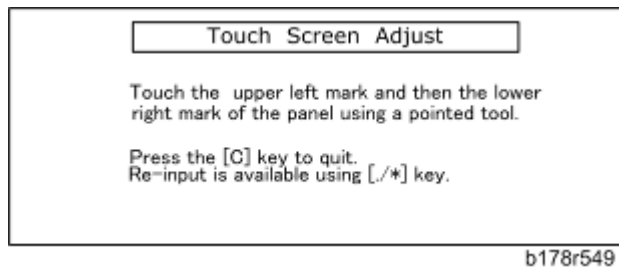 Touch Screen Adjust
Touch the upper left mark and then the lower
right mark of the panel using a pointed tool.
Press the [C] key to quit.
Re-input is available using [./*] key.
b178r549